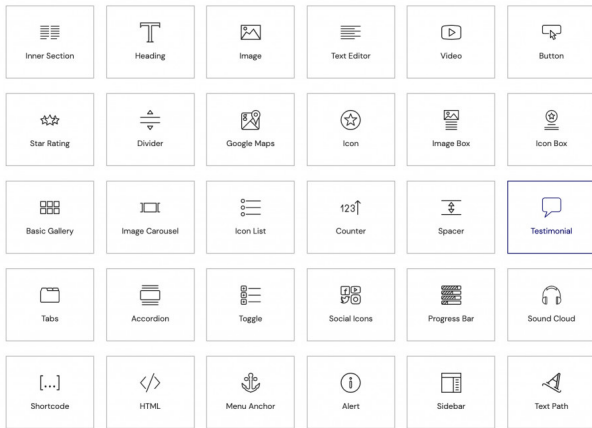 Inner Section
Heading
Image
Text Editor
Video
Button
Star Rating
Divider
Google Maps
Icon
Image Box
Icon Box
Basic Gallery
Image Carousel
Icon List
123
Counter
Spacer
Testimonial
Tabs
Accordion
Toggle
Social Icons
Progress Bar
Sound Cloud
[...]
Shortcode
</>
HTML
Menu Anchor
Alert
Sidebar
Text Path